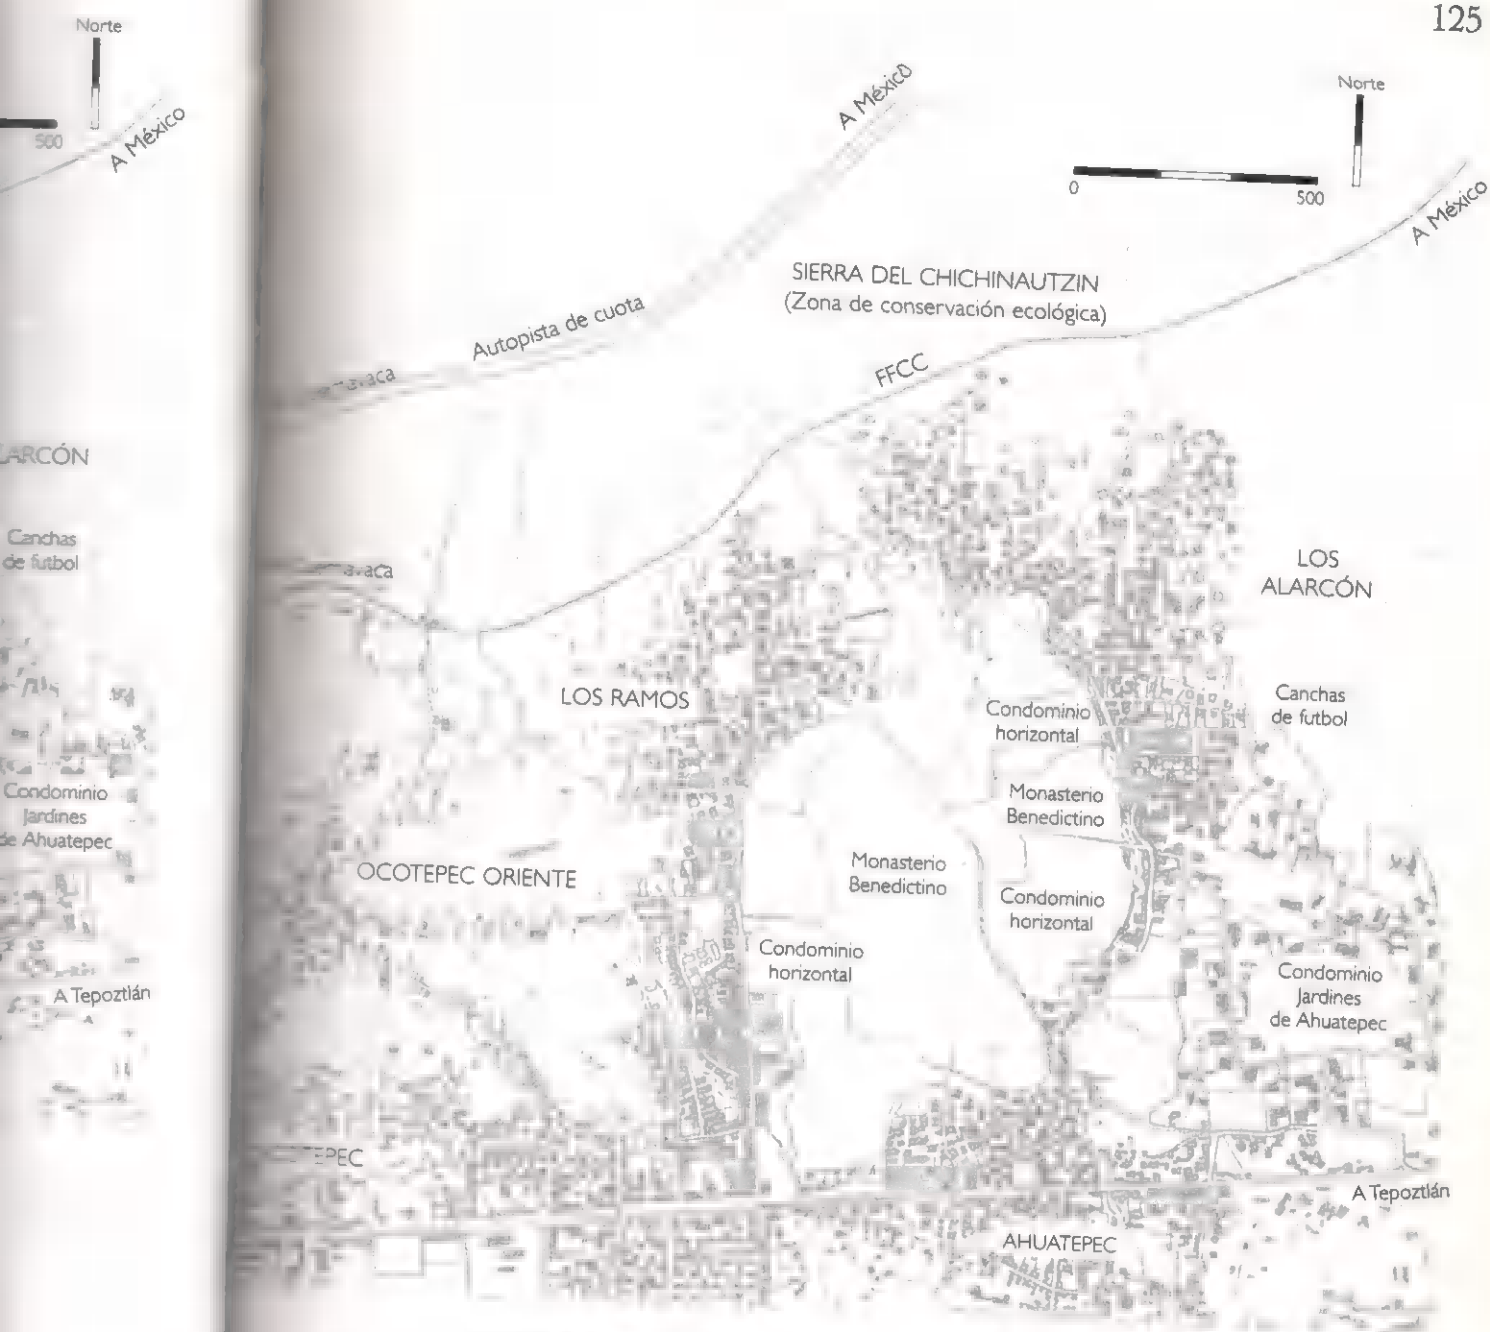 Norte
500
A México
ARCÓN
Canchas
de futbol
Condominio
Jardines
de Ahuatepec
A Tepoztlán
125
Norte
0
500
A México
A México
SIERRA DEL CHICHINAUTZIN
(Zona de conservación ecológica)
Autopista de cuota
FFCC
LOS
ALARCÓN
LOS RAMOS
Condominio
horizontal
Canchas
de futbol
Monasterio
Benedictino
Monasterio
Benedictino
OCOTEPEC ORIENTE
Condominio
horizontal
Condominio
horizontal
Condominio
Jardines
de Ahuatepec
A Tepoztlán
AHUATEPEC